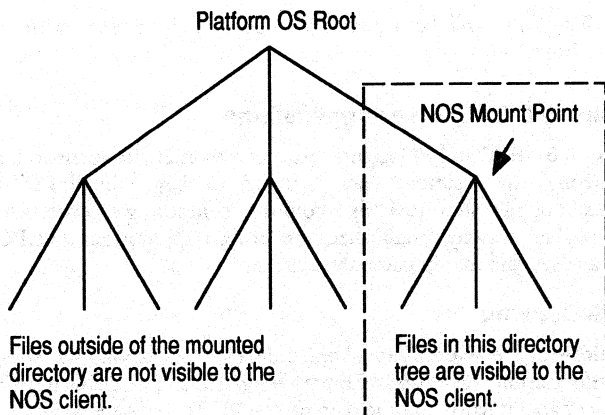 Platform OS Root
NOS Mount Point
Files outside of the mounted
directory are not visible to the
NOS client.
Files in this directory
tree are visible to the
NOS client.